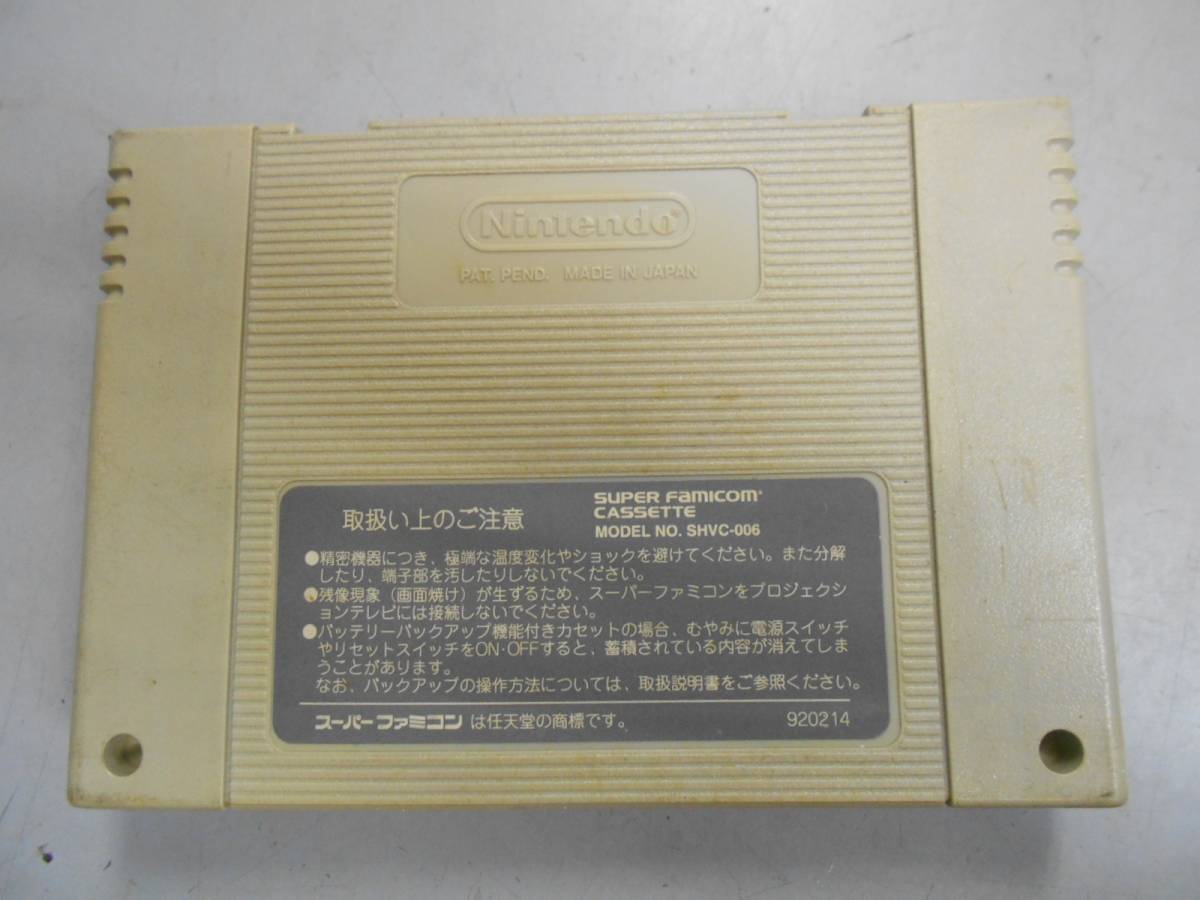 Nintendo®
PAT. PEND. MADE IN JAPAN
取扱い上のご注意
SUPER FAMICOM
CASSETTE
MODEL NO. SHVC-006
●精密機器につき、極端な温度変化やショックを避けてください。また分解
したり、端子部を汚したりしないでください。
●残像現象（画面焼け）が生ずるため、スーパーファミコンをプロジェクシ
ョンテレビには接続しないでください。
●バッテリーバックアップ機能付きカセットの場合、むやみに電源スイッチ
やリセットスイッチをON･OFFすると、蓄積されている内容が消えてしま
うことがあります。
なお、バックアップの操作方法については、取扱説明書をご参照ください。
スーパーファミコン は任天堂の商標です。
920214